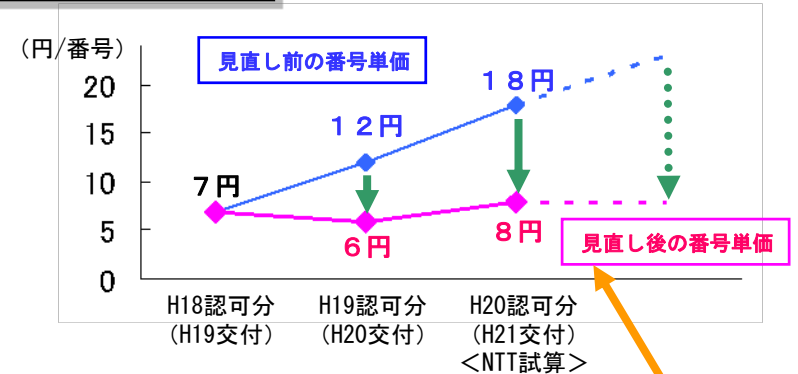 （円/番号）
見直し前の番号単価
20
１８円
15
１２円
10
７円
5
６円
８円
見直し後の番号単価
0
H18認可分
（H19交付）
H19認可分
（H20交付）
H20認可分
（H21交付）
＜NTT試算＞